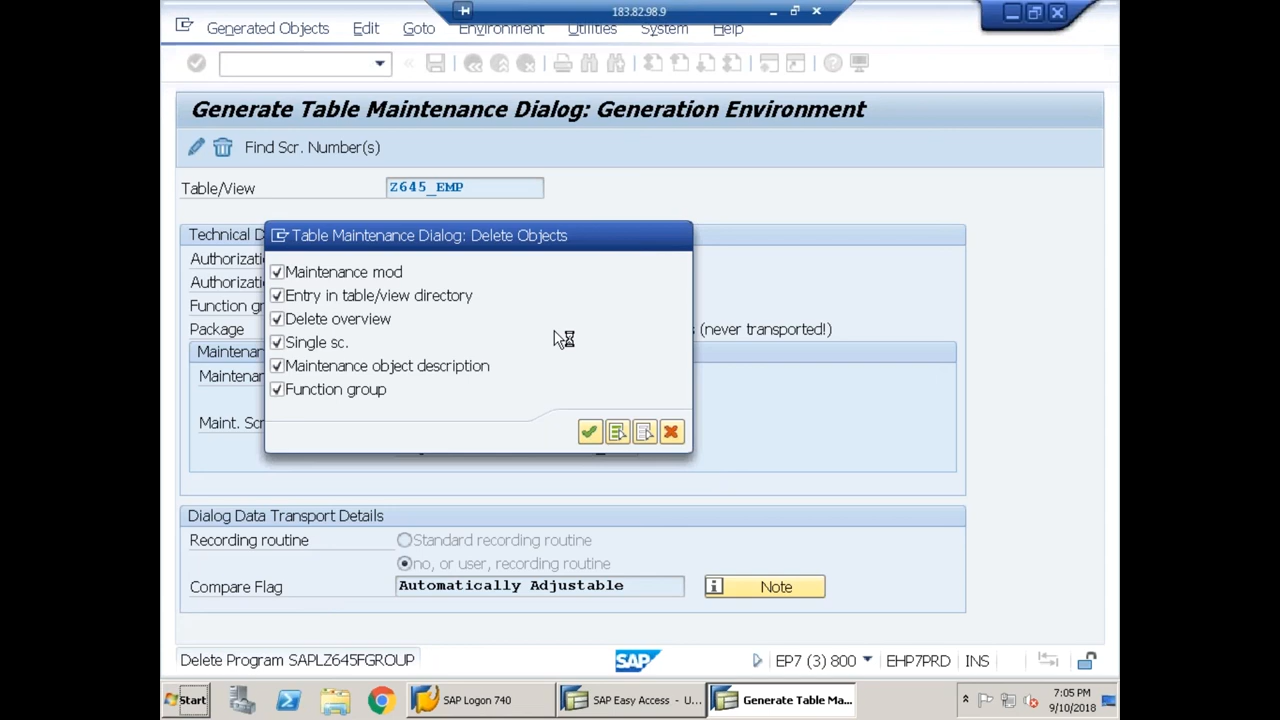 183.82.98.9
Generated Objects Edit Goto Environment Utilities System Help
Generate Table Maintenance Dialog: Generation Environment
Find Scr. Number(s)
Table/View Z645_EMP
Technical D
Table Maintenance Dialog: Delete Objects
Authorizati
Maintenance mod
Authorizati
Entry in table/view directory
Function gr
Delete overview
Package
(never transported!)
Single sc.
Maintenan
Maintenance object description
Maintenar
Function group
Maint. Scr
Dialog Data Transport Details
Recording routine Standard recording routine
no, or user, recording routine
Compare Flag Automatically Adjustable Note
Delete Program SAPLZ645FGROUP SAP EP7 (3) 800 EHP7PRD INS
Start SAP Logon 740 SAP Easy Access - U... Generate Table Ma... 7:05 PM
9/10/2018